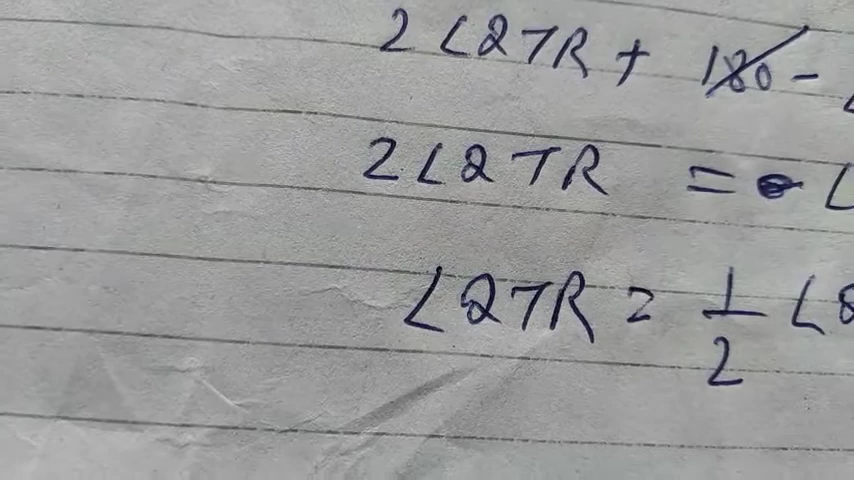 2∠QTR + 180 - ∠
2∠QTR = ∠
∠QTR = 1/2 ∠Q